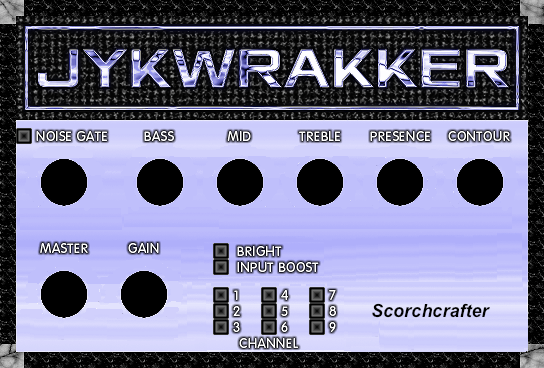 JYKWRAKKER
NOISE GATE BASS MID TREBLE PRESENCE CONTOUR
MASTER GAIN
BRIGHT
INPUT BOOST
1 4 7
2 5 8
3 6 9
Scorchcrafter
CHANNEL